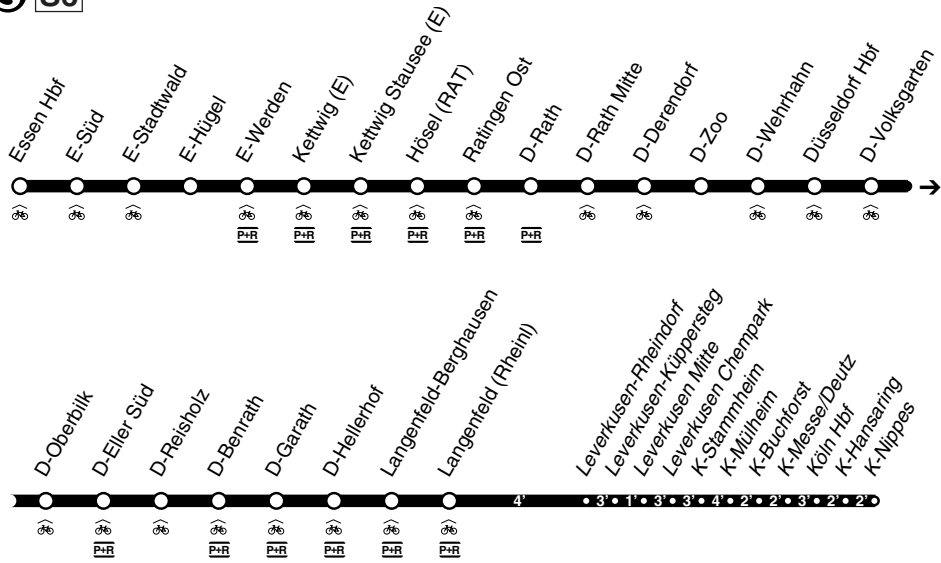 S6
Essen Hbf
E-Süd
E-Stadtwald
E-Hügel
E-Werden
Kettwig (E)
Kettwig Stausee (E)
Hösel (RAT)
Ratingen Ost
D-Rath
D-Rath Mitte
D-Derendorf
D-Zoo
D-Wehrhahn
Düsseldorf Hbf
D-Volksgarten
P+R P+R P+R P+R P+R P+R
D-Oberbilk
D-Eller Süd
D-Reisholz
D-Benrath
D-Garath
D-Hellerhof
Langenfeld-Berghausen
Langenfeld (Rheinl)
Leverkusen-Rheindorf
Leverkusen-Küppersteg
Leverkusen Mitte
Leverkusen Chempark
K-Stammheim
K-Mülheim
K-Buchforst
K-Messe/Deutz
Köln Hbf
K-Hansaring
K-Nippes
4' 3' 1' 3' 3' 4' 2' 2' 3' 2' 2'
P+R P+R P+R P+R P+R P+R